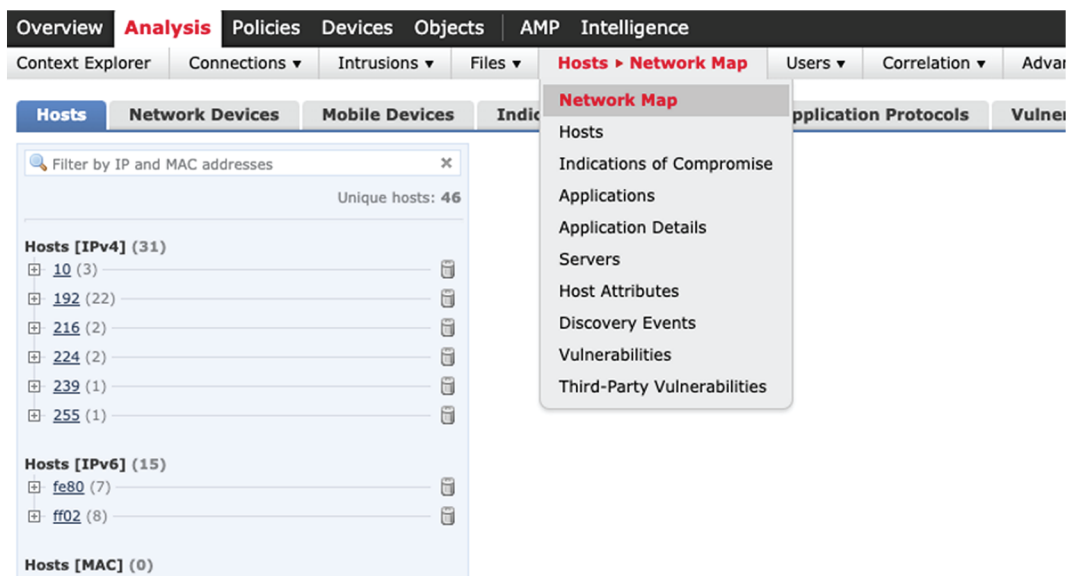 Overview Analysis Policies Devices Objects AMP Intelligence
Context Explorer Connections ▾ Intrusions ▾ Files ▾ Hosts ▸ Network Map Users ▾ Correlation ▾ Advan
Hosts Network Devices Mobile Devices Indic pplication Protocols Vulner
Network Map
Hosts
Indications of Compromise
Applications
Application Details
Servers
Host Attributes
Discovery Events
Vulnerabilities
Third-Party Vulnerabilities
Filter by IP and MAC addresses
Unique hosts: 46
Hosts [IPv4] (31)
10 (3)
192 (22)
216 (2)
224 (2)
239 (1)
255 (1)
Hosts [IPv6] (15)
fe80 (7)
ff02 (8)
Hosts [MAC] (0)